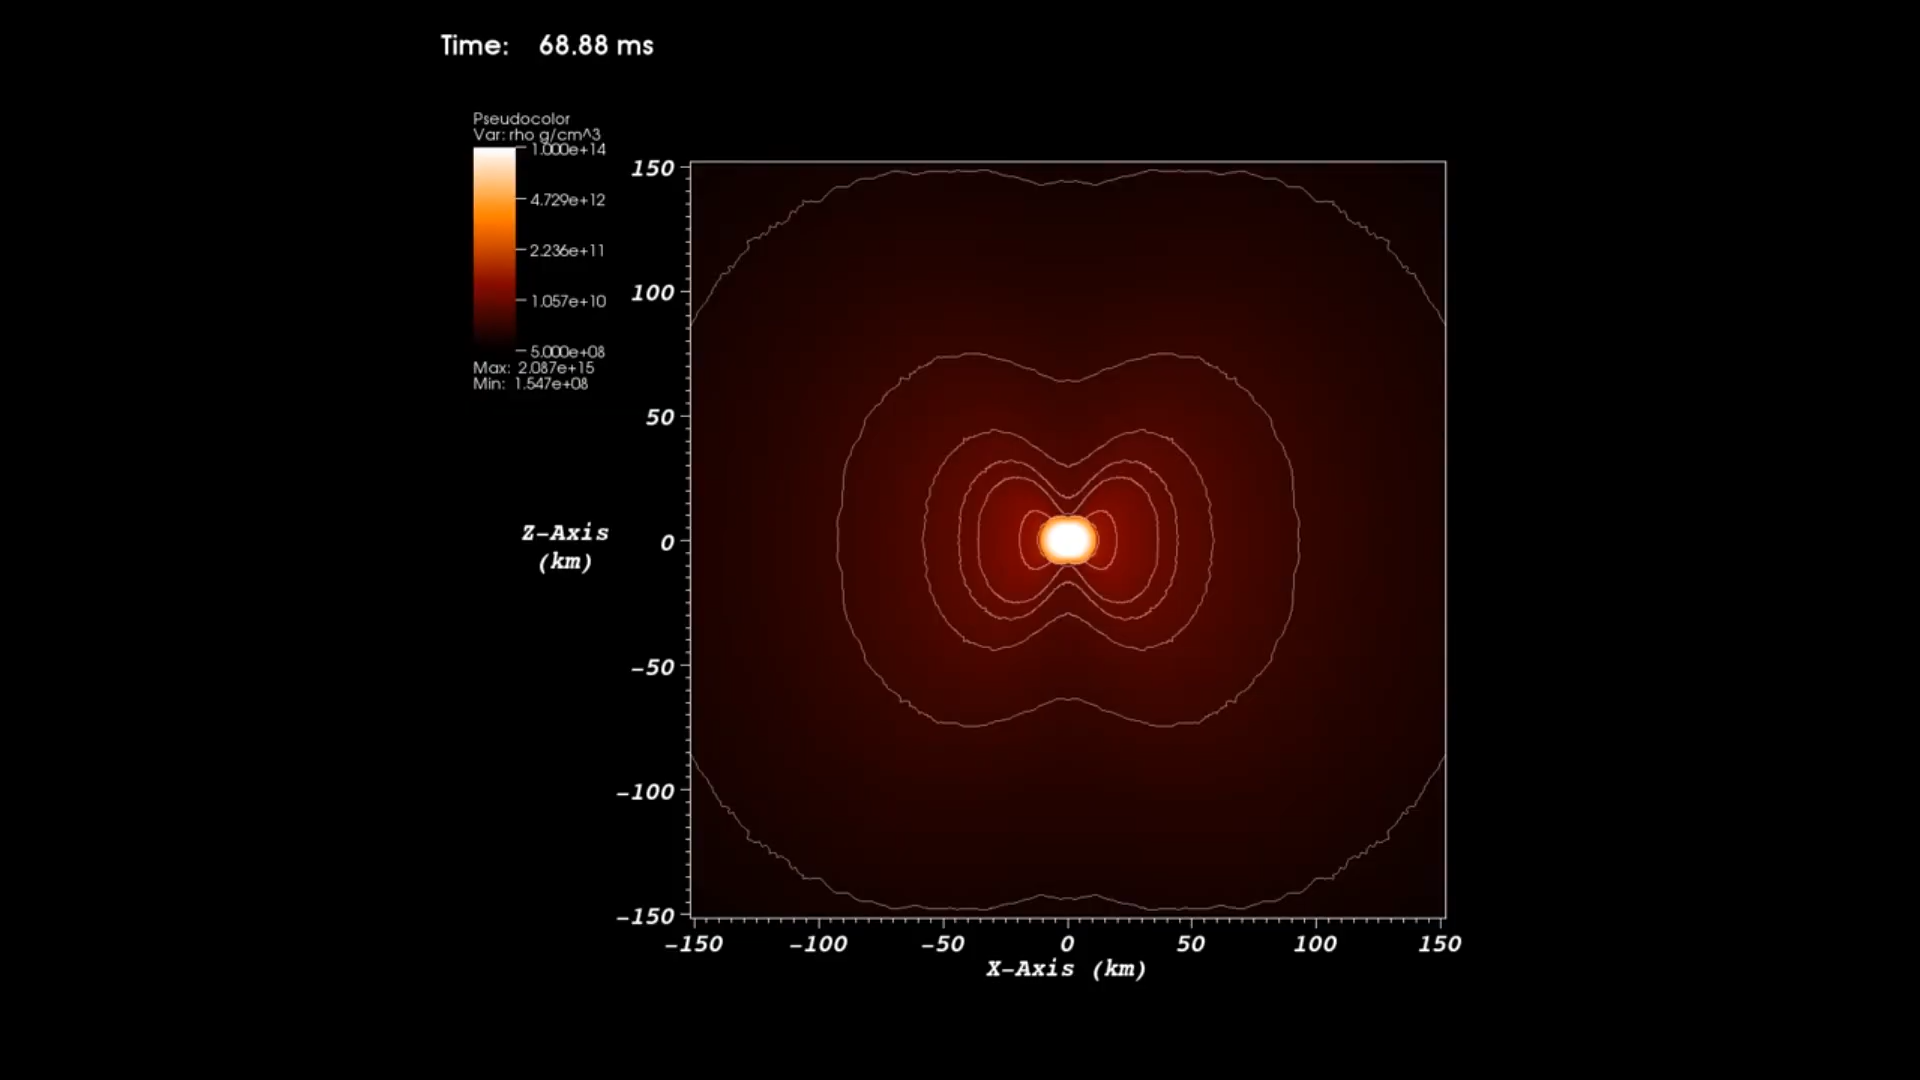 Time: 68.88 ms
Pseudocolor
Var: rho g/cm^3
1.000e+14
4.729e+12
2.236e+11
1.057e+10
5.000e+08
Max: 2.087e+15
Min: 1.547e+08
150
100
50
0
-50
-100
-150
Z-Axis
(km)
-150 -100 -50 0 50 100 150
X-Axis (km)